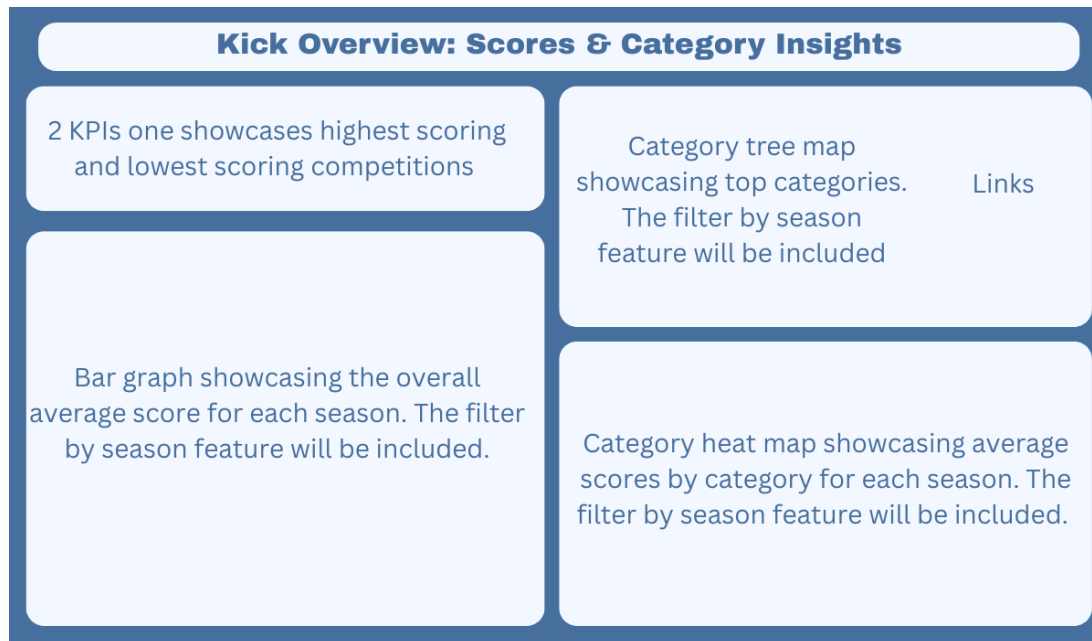 Kick Overview: Scores & Category Insights
2 KPIs one showcases highest scoring
and lowest scoring competitions
Category tree map
showcasing top categories.
The filter by season
feature will be included
Links
Bar graph showcasing the overall
average score for each season. The filter
by season feature will be included.
Category heat map showcasing average
scores by category for each season. The
filter by season feature will be included.